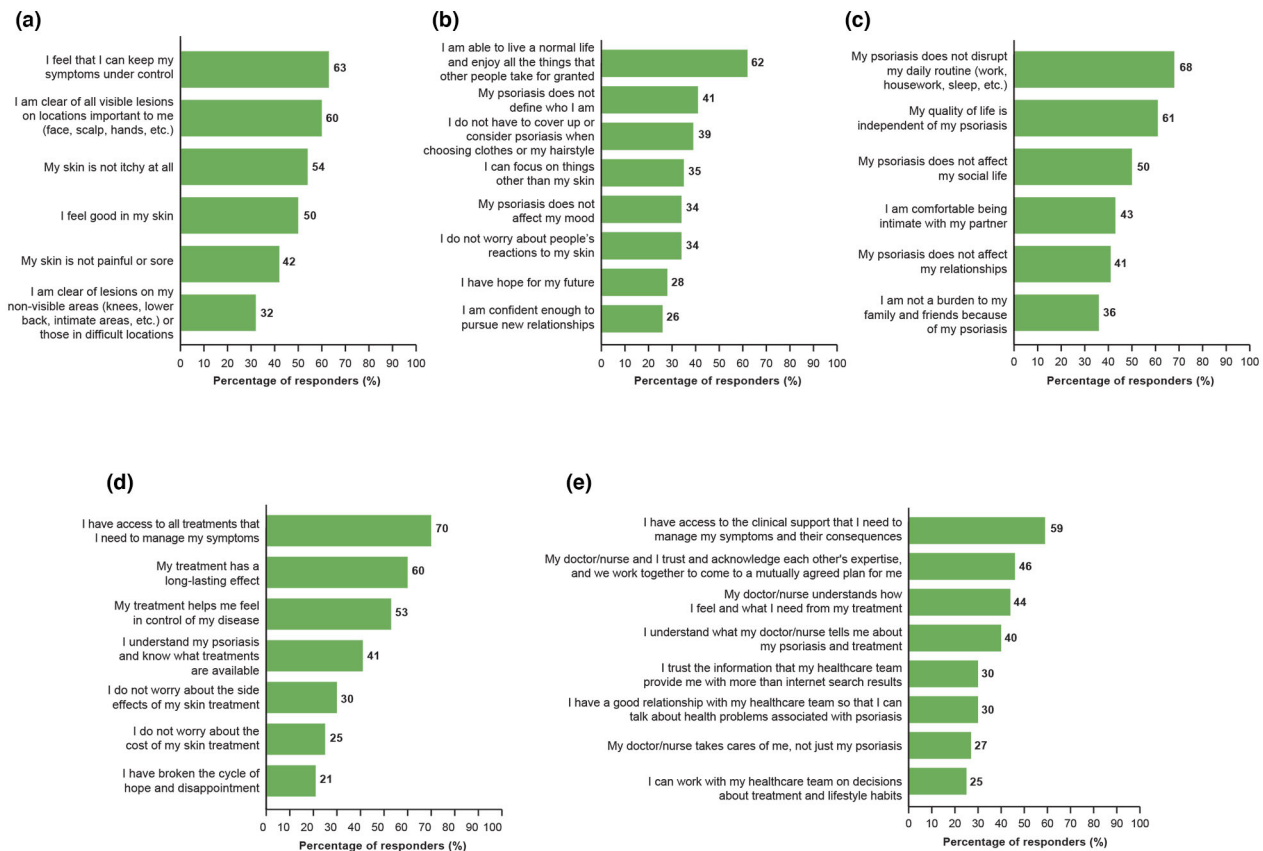 (a)
I feel that I can keep my
symptoms under control
63
I am clear of all visible lesions
on locations important to me
(face, scalp, hands, etc.)
60
My skin is not itchy at all
54
I feel good in my skin
50
My skin is not painful or sore
42
I am clear of lesions on my
non-visible areas (knees, lower
back, intimate areas, etc.) or
those in difficult locations
32
0 10 20 30 40 50 60 70 80 90 100
Percentage of responders (%)
(b)
I am able to live a normal life
and enjoy all the things that
other people take for granted
62
My psoriasis does not
define who I am
41
I do not have to cover up or
consider psoriasis when
choosing clothes or my hairstyle
39
I can focus on things
other than my skin
35
My psoriasis does not
affect my mood
34
I do not worry about people's
reactions to my skin
34
I have hope for my future
28
I am confident enough to
pursue new relationships
26
0 10 20 30 40 50 60 70 80 90 100
Percentage of responders (%)
(c)
My psoriasis does not disrupt
my daily routine (work,
housework, sleep, etc.)
68
My quality of life is
independent of my psoriasis
61
My psoriasis does not affect
my social life
50
I am comfortable being
intimate with my partner
43
My psoriasis does not affect
my relationships
41
I am not a burden to my
family and friends because
of my psoriasis
36
0 10 20 30 40 50 60 70 80 90 100
Percentage of responders (%)
(d)
I have access to all treatments that
I need to manage my symptoms
70
My treatment has a
long-lasting effect
60
My treatment helps me feel
in control of my disease
53
I understand my psoriasis
and know what treatments
are available
41
I do not worry about the side
effects of my skin treatment
30
I do not worry about the
cost of my skin treatment
25
I have broken the cycle of
hope and disappointment
21
0 10 20 30 40 50 60 70 80 90 100
Percentage of responders (%)
(e)
I have access to the clinical support that I need to
manage my symptoms and their consequences
59
My doctor/nurse and I trust and acknowledge each other's expertise,
and we work together to come to a mutually agreed plan for me
46
My doctor/nurse understands how
I feel and what I need from my treatment
44
I understand what my doctor/nurse tells me about
my psoriasis and treatment
40
I trust the information that my healthcare team
provide me with more than internet search results
30
I have a good relationship with my healthcare team so that I can
talk about health problems associated with psoriasis
30
My doctor/nurse takes cares of me, not just my psoriasis
27
I can work with my healthcare team on decisions
about treatment and lifestyle habits
25
0 10 20 30 40 50 60 70 80 90 100
Percentage of responders (%)